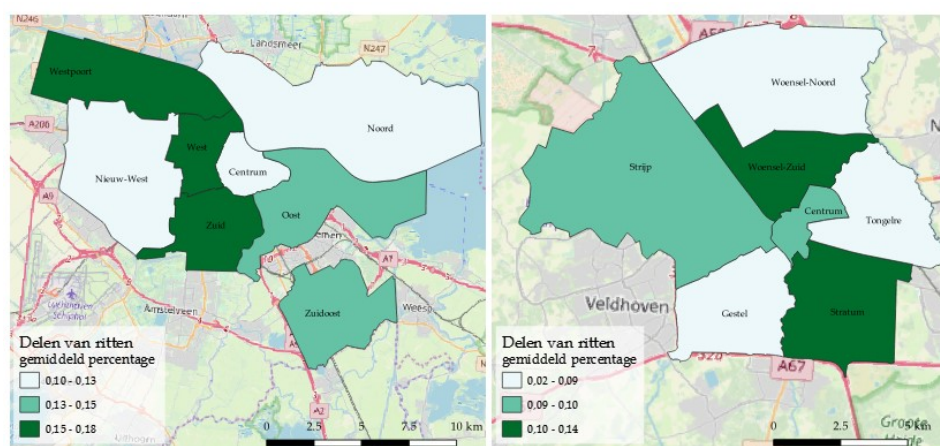 N246
Landsmeer
N247
Westpoort
Noord
A200
West
Centrum
Nieuw-West
A9
Zuid
Oost
A1
Amstelveen
Zuidoost
Weesp
A2
Delen van ritten
gemiddeld percentage
0,10 - 0,13
0,13 - 0,15
0,15 - 0,18
0 2.5 5 7.5 10 km
7
Woensel-Noord
Strijp
Woensel-Zuid
Centrum
Tongelre
Veldhoven
Gestel
Stratum
A67
Groote
Heide
Delen van ritten
gemiddeld percentage
0,02 - 0,09
0,09 - 0,10
0,10 - 0,14
0 2.5 5 km